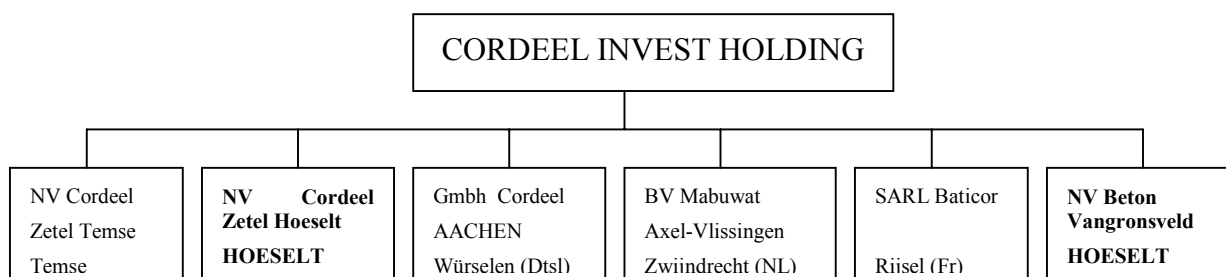 CORDEEL INVEST HOLDING
NV Cordeel
Zetel Temse
Temse
NV Cordeel
Zetel Hoeselt
HOESELT
Gmbh Cordeel
AACHEN
Würselen (Dtsl)
BV Mabuwat
Axel-Vlissingen
Zwijndrecht (NL)
SARL Baticor
Rijsel (Fr)
NV Beton
Vangronsveld
HOESELT